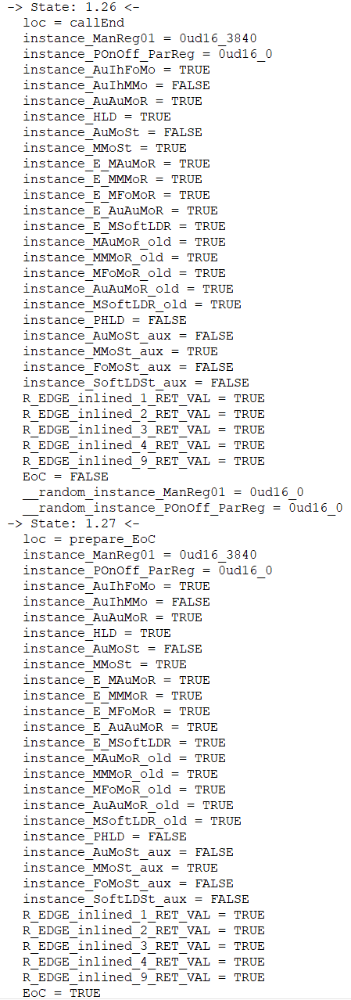 -> State: 1.26 <-
loc = callEnd
instance_ManReg01 = 0ud16_3840
instance_POnOff_ParReg = 0ud16_0
instance_AuIhFoMo = TRUE
instance_AuIhMMo = FALSE
instance_AuAuMoR = TRUE
instance_HLD = TRUE
instance_AuMoSt = FALSE
instance_MMoSt = TRUE
instance_E_MAuMoR = TRUE
instance_E_MMMoR = TRUE
instance_E_MFoMoR = TRUE
instance_E_AuAuMoR = TRUE
instance_E_MSoftLDR = TRUE
instance_MAuMoR_old = TRUE
instance_MMMoR_old = TRUE
instance_MFoMoR_old = TRUE
instance_AuAuMoR_old = TRUE
instance_MSoftLDR_old = TRUE
instance_PHLD = FALSE
instance_AuMoSt_aux = FALSE
instance_MMoSt_aux = TRUE
instance_FoMoSt_aux = FALSE
instance_SoftLDSt_aux = FALSE
R_EDGE_inlined_1_RET_VAL = TRUE
R_EDGE_inlined_2_RET_VAL = TRUE
R_EDGE_inlined_3_RET_VAL = TRUE
R_EDGE_inlined_4_RET_VAL = TRUE
R_EDGE_inlined_9_RET_VAL = TRUE
EoC = FALSE
__random_instance_ManReg01 = 0ud16_0
__random_instance_POnOff_ParReg = 0ud16_0
-> State: 1.27 <-
loc = prepare_EoC
instance_ManReg01 = 0ud16_3840
instance_POnOff_ParReg = 0ud16_0
instance_AuIhFoMo = TRUE
instance_AuIhMMo = FALSE
instance_AuAuMoR = TRUE
instance_HLD = TRUE
instance_AuMoSt = FALSE
instance_MMoSt = TRUE
instance_E_MAuMoR = TRUE
instance_E_MMMoR = TRUE
instance_E_MFoMoR = TRUE
instance_E_AuAuMoR = TRUE
instance_E_MSoftLDR = TRUE
instance_MAuMoR_old = TRUE
instance_MMMoR_old = TRUE
instance_MFoMoR_old = TRUE
instance_AuAuMoR_old = TRUE
instance_MSoftLDR_old = TRUE
instance_PHLD = FALSE
instance_AuMoSt_aux = FALSE
instance_MMoSt_aux = TRUE
instance_FoMoSt_aux = FALSE
instance_SoftLDSt_aux = FALSE
R_EDGE_inlined_1_RET_VAL = TRUE
R_EDGE_inlined_2_RET_VAL = TRUE
R_EDGE_inlined_3_RET_VAL = TRUE
R_EDGE_inlined_4_RET_VAL = TRUE
R_EDGE_inlined_9_RET_VAL = TRUE
EoC = TRUE